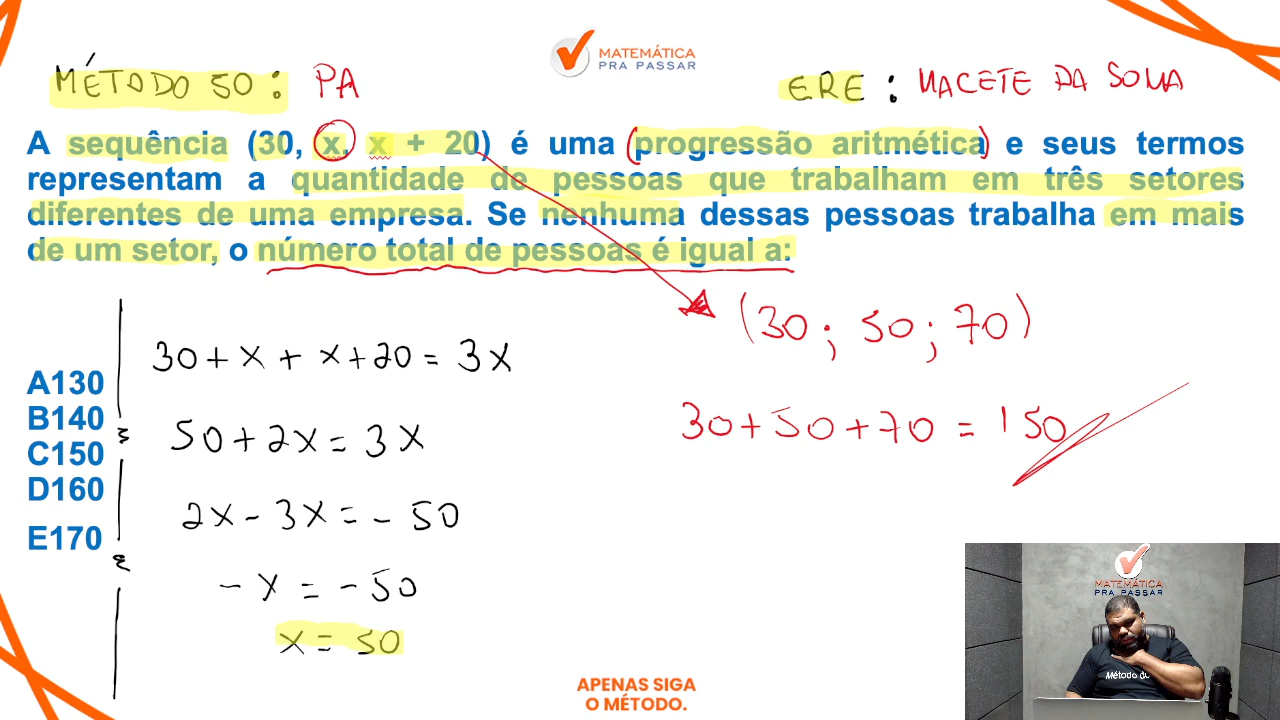 MATEMÁTICA
PRA PASSAR
MÉTODO 50: PA
ERE: MACETE DA SOMA
A sequência (30, x, x + 20) é uma (progressão aritmética) e seus termos
representam a quantidade de pessoas que trabalham em três setores
diferentes de uma empresa. Se nenhuma dessas pessoas trabalha em mais
de um setor, o número total de pessoas é igual a:
(30; 50; 70)
30+x+x+20=3x
A130
B140
30+50+70=150
50+2x=3x
C150
D160
2x-3x=-50
E170
-x=-50
x=50
MATEMÁTICA
PRA PASSAR
APENAS SIGA
O MÉTODO.